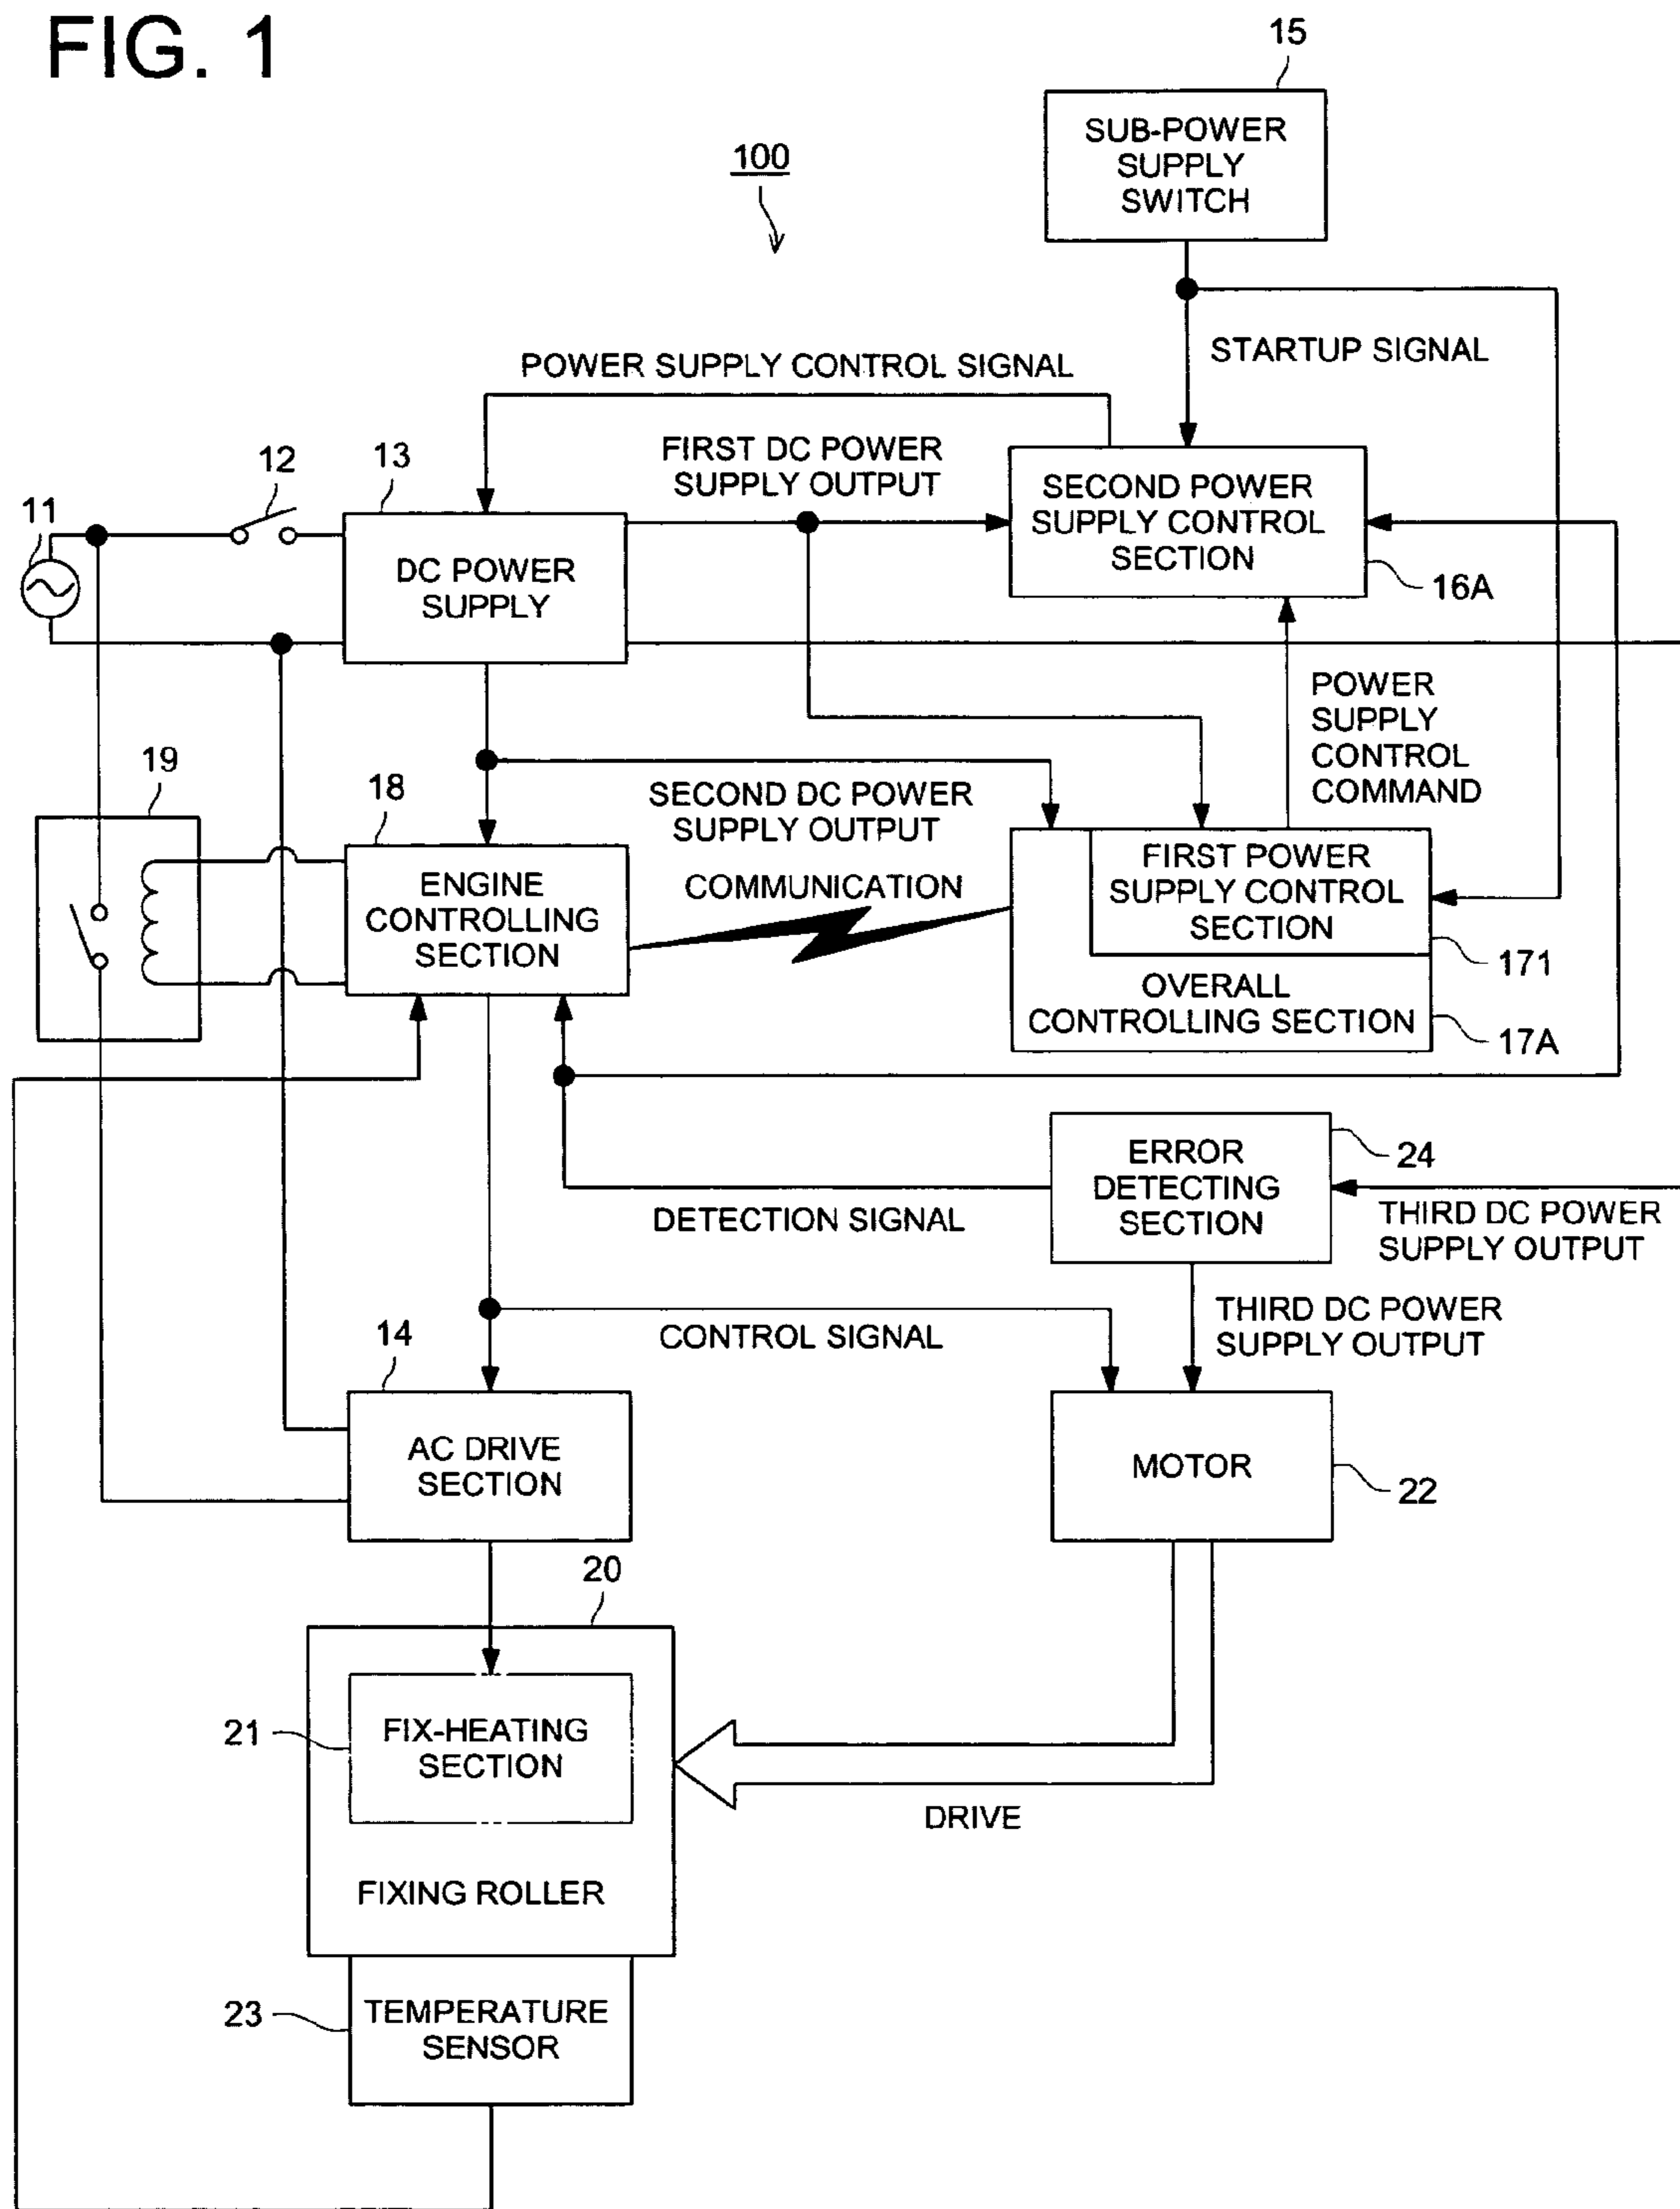 FIG. 1
15
SUB-POWER
SUPPLY
SWITCH
100
STARTUP SIGNAL
POWER SUPPLY CONTROL SIGNAL
11
12
13
DC POWER
SUPPLY
FIRST DC POWER
SUPPLY OUTPUT
SECOND POWER
SUPPLY CONTROL
SECTION
16A
POWER
SUPPLY
CONTROL
COMMAND
19
18
ENGINE
CONTROLLING
SECTION
SECOND DC POWER
SUPPLY OUTPUT
COMMUNICATION
FIRST POWER
SUPPLY CONTROL
SECTION
171
OVERALL
CONTROLLING SECTION
17A
ERROR
DETECTING
SECTION
24
DETECTION SIGNAL
THIRD DC POWER
SUPPLY OUTPUT
THIRD DC POWER
SUPPLY OUTPUT
CONTROL SIGNAL
14
AC DRIVE
SECTION
MOTOR
22
20
21
FIX-HEATING
SECTION
DRIVE
FIXING ROLLER
23
TEMPERATURE
SENSOR